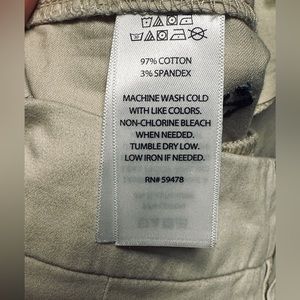 97% COTTON
3% SPANDEX
MACHINE WASH COLD
WITH LIKE COLORS.
NON-CHLORINE BLEACH
WHEN NEEDED.
TUMBLE DRY LOW.
LOW IRON IF NEEDED.
RN# 59478